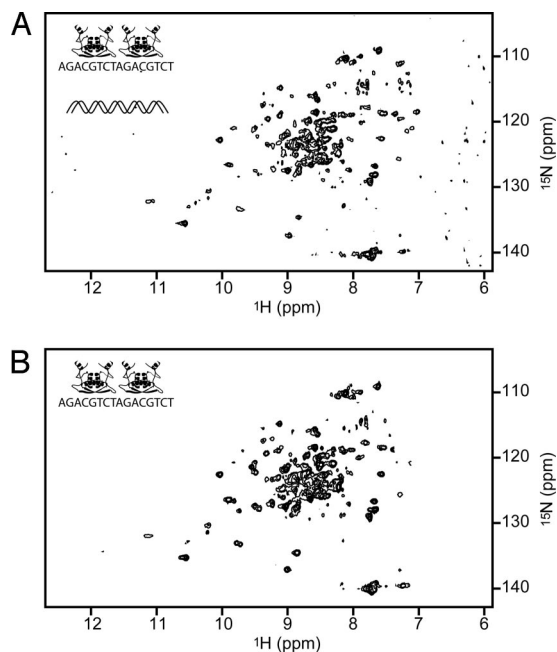 A
AGACGTCTAGACGTCT
110
120
130
140
15N (ppm)
12 11 10 9 8 7 6
1H (ppm)
B
AGACGTCTAGACGTCT
110
120
130
140
15N (ppm)
12 11 10 9 8 7 6
1H (ppm)